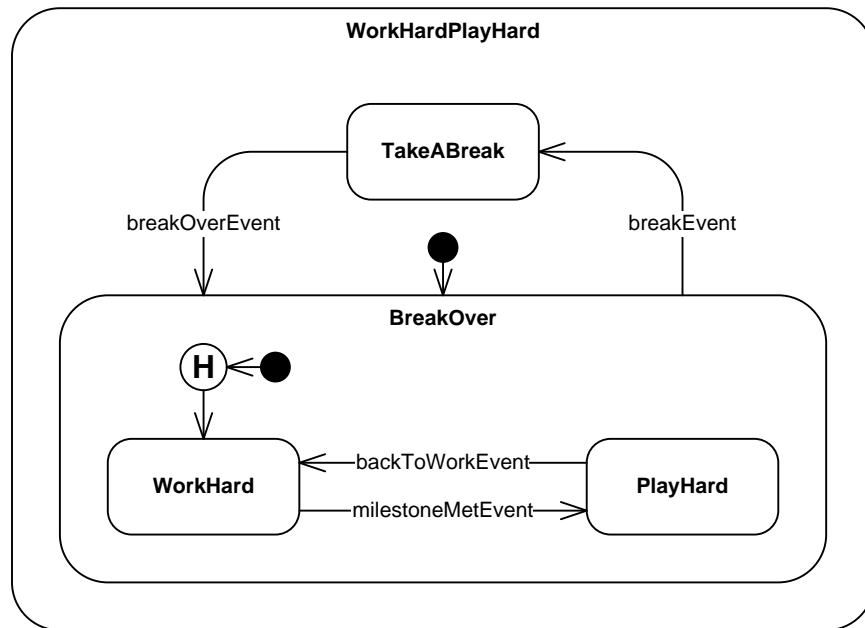 WorkHardPlayHard
TakeABreak
breakOverEvent
breakEvent
BreakOver
H
backToWorkEvent
WorkHard
PlayHard
milestoneMetEvent